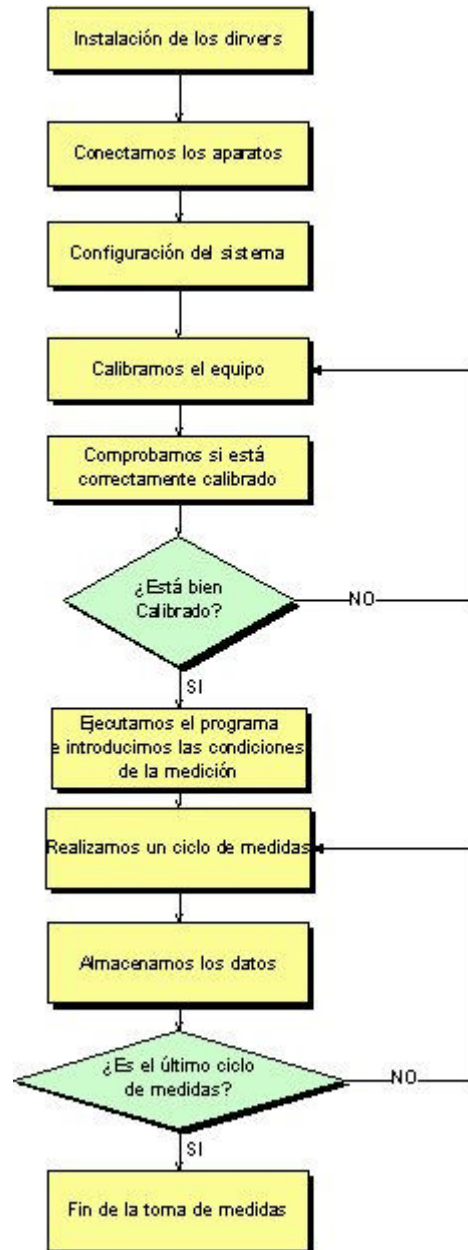 Instalación de los dirvers
Conectamos los aparatos
Configuración del sistema
Calibramos el equipo
Comprobamos si está
correctamente calibrado
¿Está bien
Calibrado?
NO
SI
Ejecutamos el programa
e introducimos las condiciones
de la medición
Realizamos un ciclo de medidas
Almacenamos los datos
¿Es el último ciclo
de medidas?
NO
SI
Fin de la toma de medidas